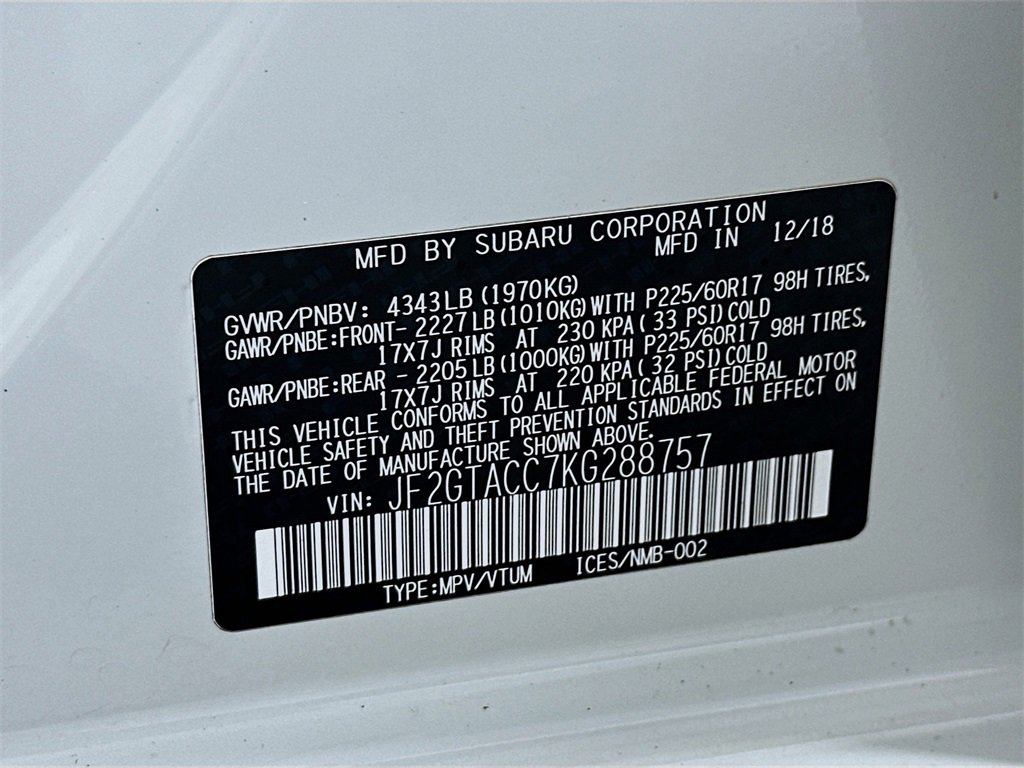 MFD BY SUBARU CORPORATION
MFD IN 12/18
GVWR/PNBV: 4343LB(1970KG)
GAWR/PNBE:FRONT- 2227LB(1010KG)WITH P225/60R17 98H TIRES,
17X7J RIMS AT 230 KPA(33 PSI)COLD
GAWR/PNBE:REAR - 2205LB(1000KG)WITH P225/60R17 98H TIRES,
17X7J RIMS AT 220 KPA(32 PSI)COLD
THIS VEHICLE CONFORMS TO ALL APPLICABLE FEDERAL MOTOR
VEHICLE SAFETY AND THEFT PREVENTION STANDARDS IN EFFECT ON
THE DATE OF MANUFACTURE SHOWN ABOVE.
VIN: JF2GTACC7KG288757
TYPE:MPV/VTUM ICES/NMB-002